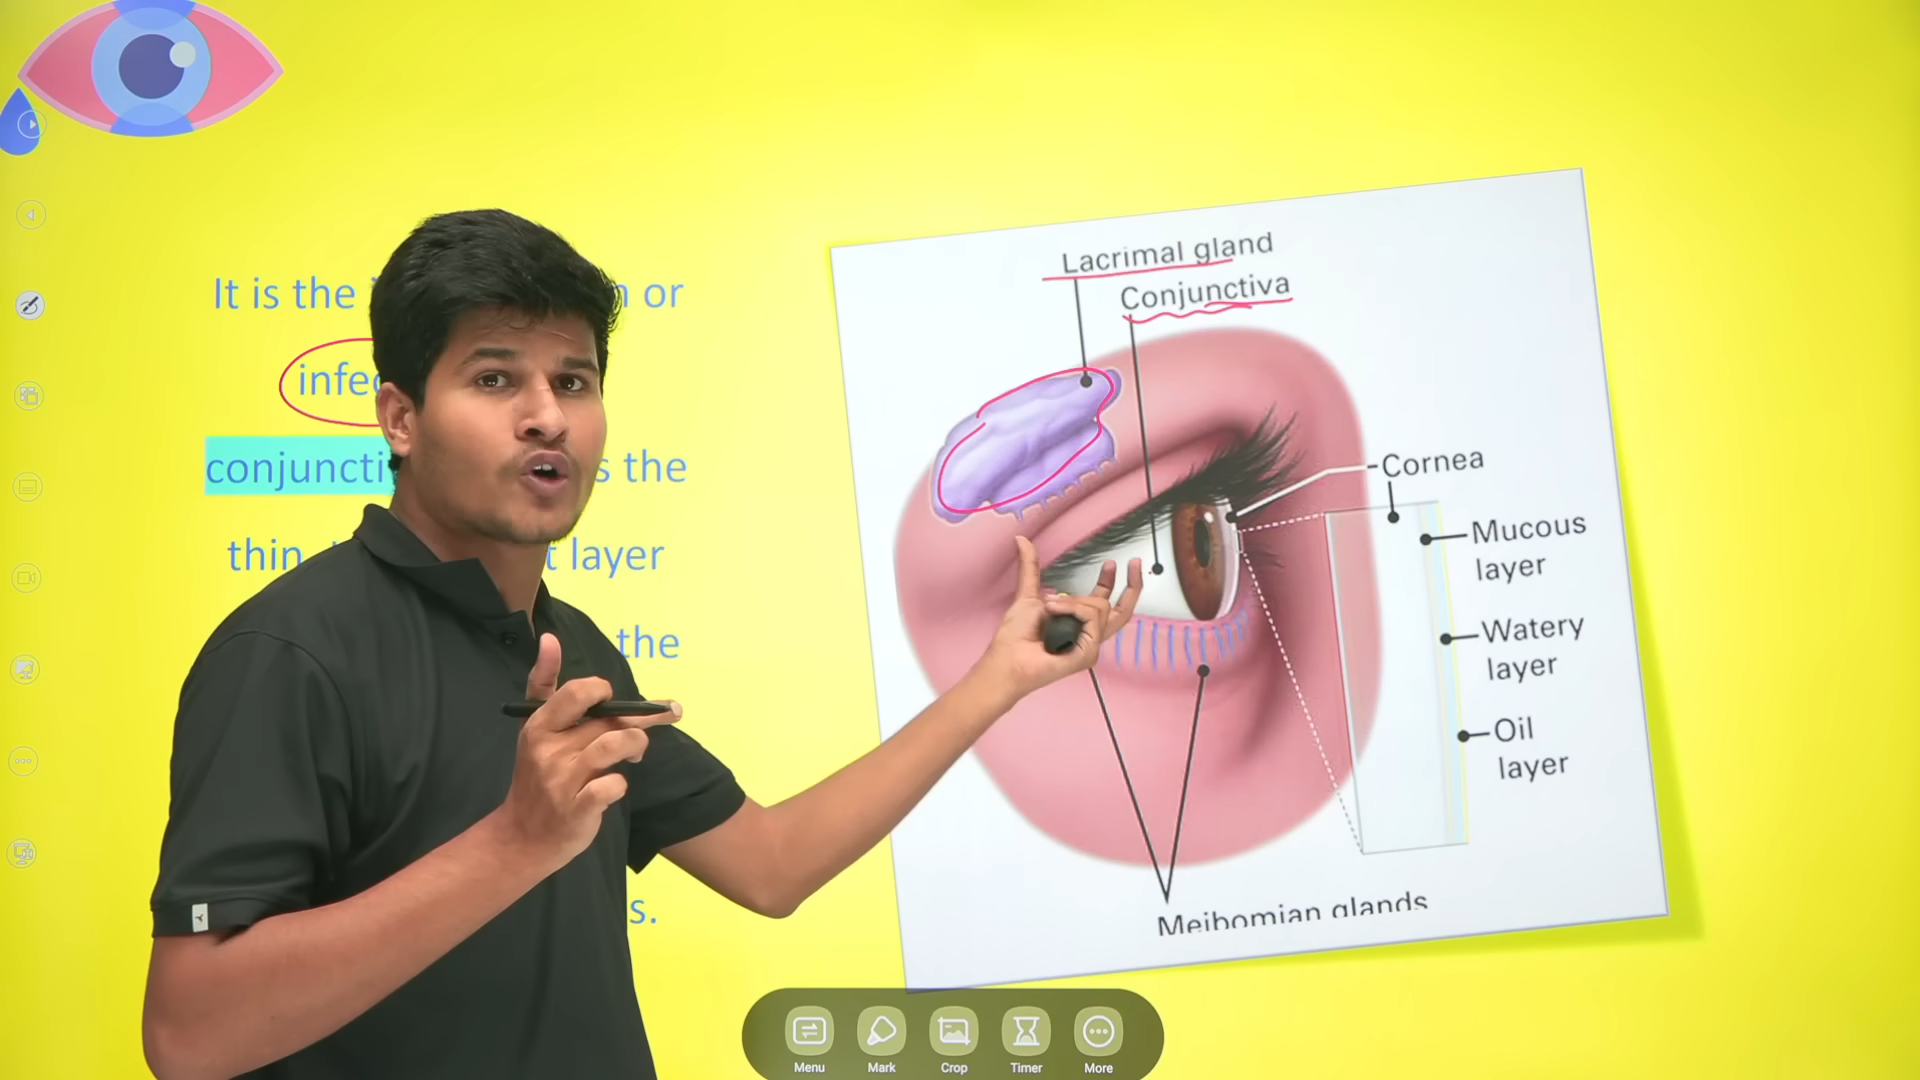 It is the
or
conjuncti
s the
thin
layer
the
s.
Lacrimal gland
Conjunctiva
Cornea
Mucous
layer
Watery
layer
Oil
layer
Meibomian glands
Menu
Mark
Crop
Timer
More